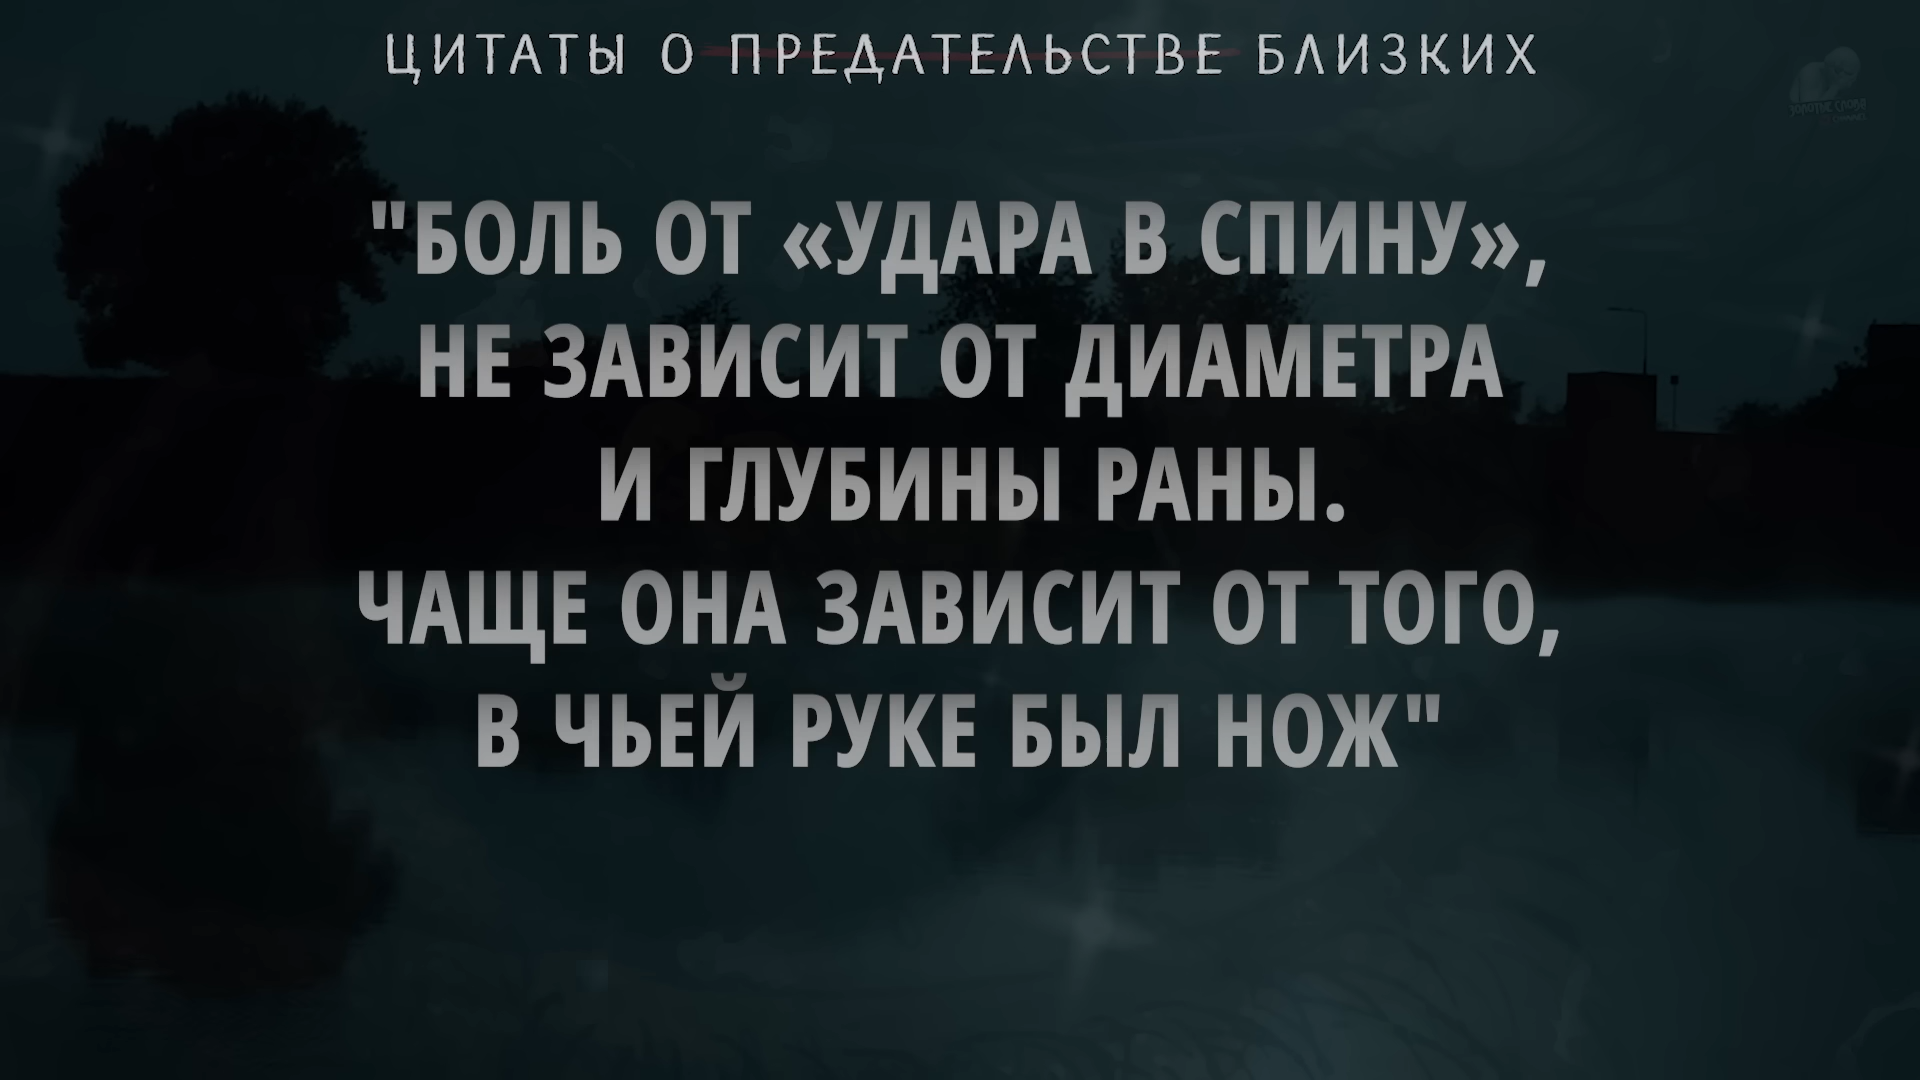 ЦИТАТЫ О ПРЕДАТЕЛЬСТВЕ БЛИЗКИХ
"БОЛЬ ОТ «УДАРА В СПИНУ»,
НЕ ЗАВИСИТ ОТ ДИАМЕТРА
И ГЛУБИНЫ РАНЫ.
ЧАЩЕ ОНА ЗАВИСИТ ОТ ТОГО,
В ЧЬЕЙ РУКЕ БЫЛ НОЖ"